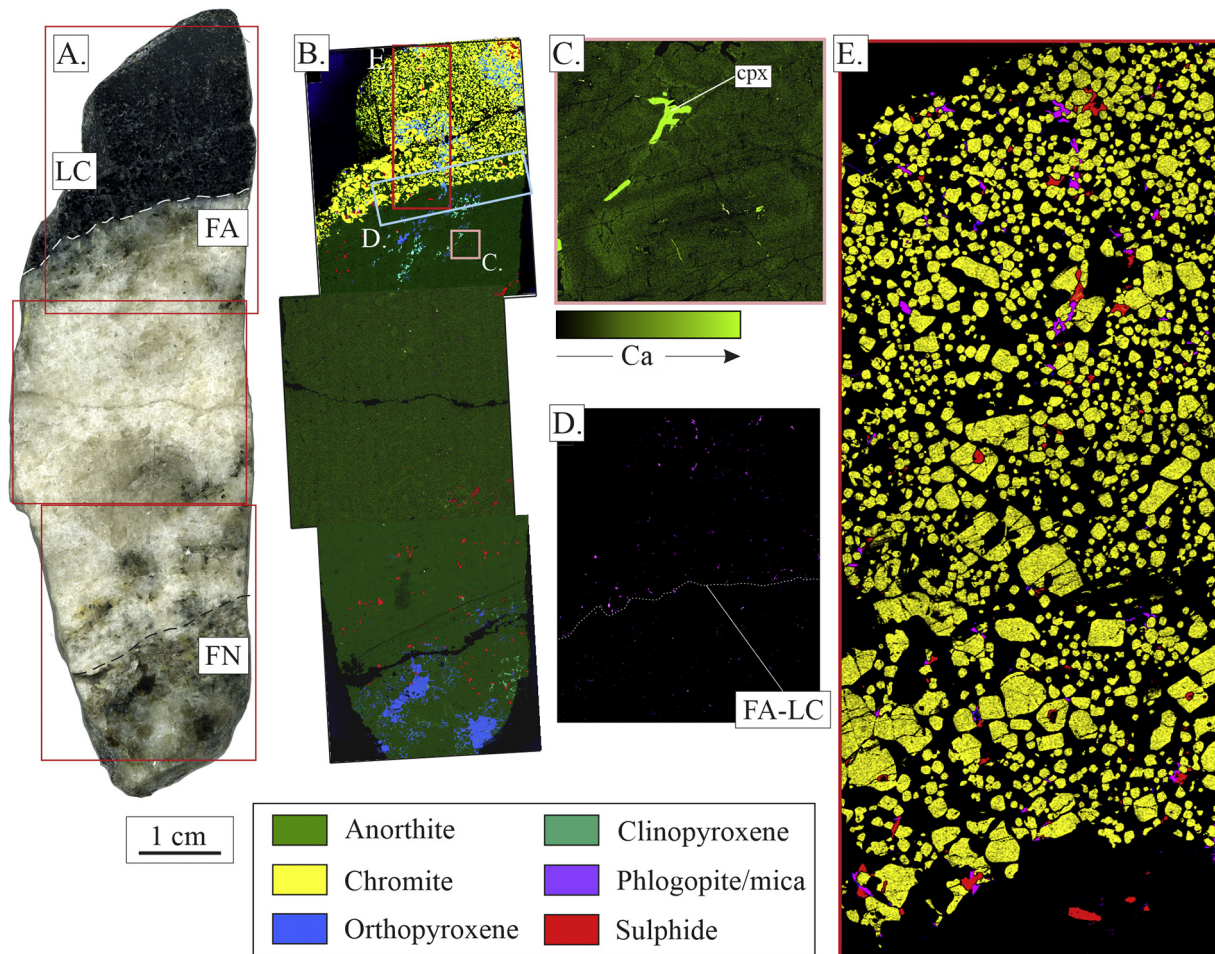 A.
LC
FA
FN
1 cm
B.
D.
C.
C.
cpx
Ca
D.
FA-LC
E.
Anorthite
Chromite
Orthopyroxene
Clinopyroxene
Phlogopite/mica
Sulphide